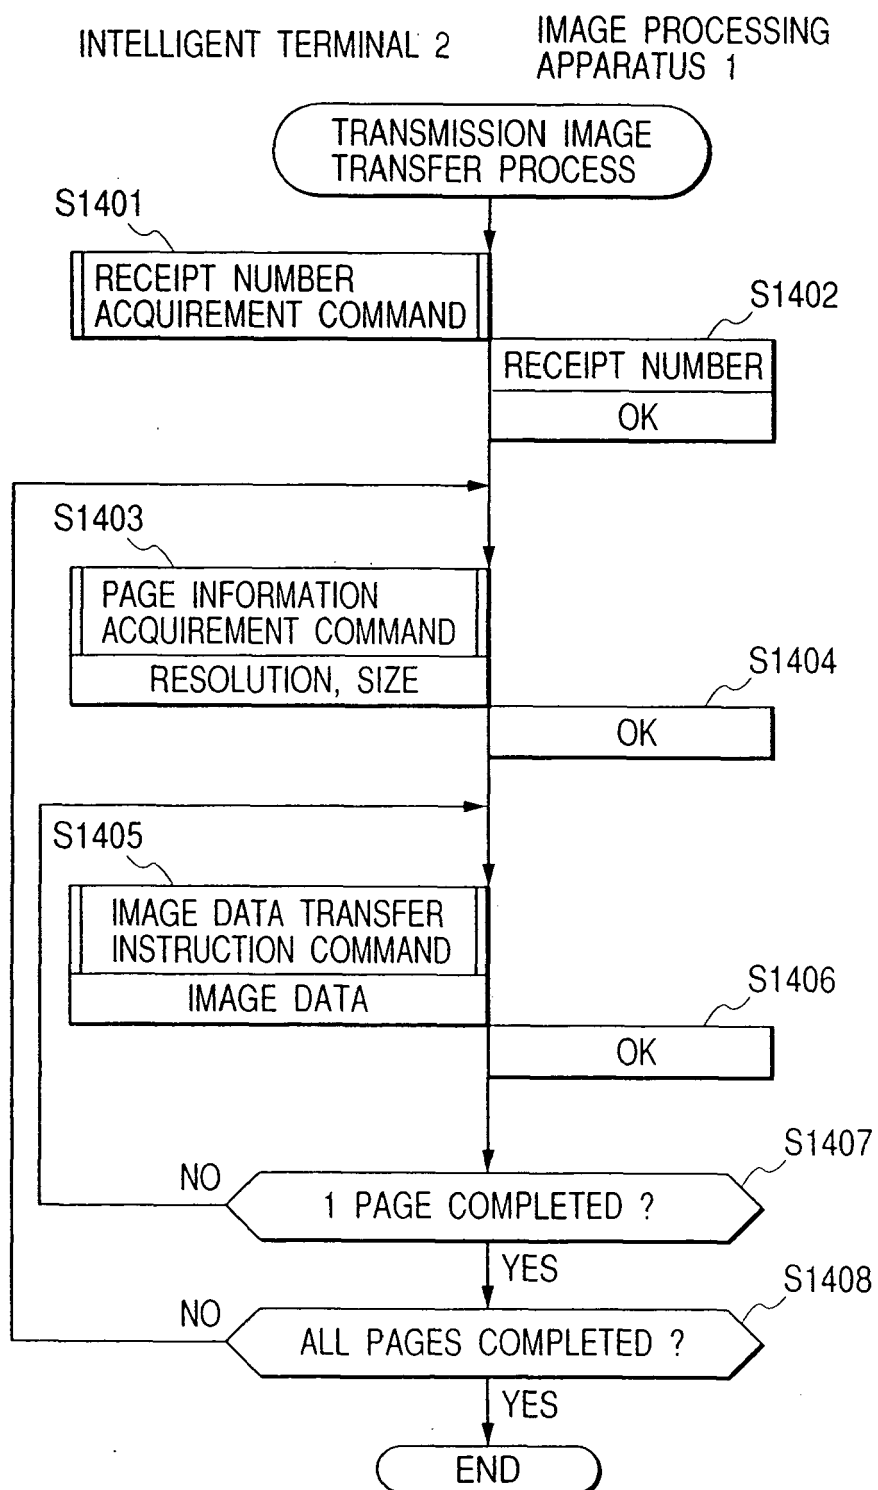 INTELLIGENT TERMINAL 2
IMAGE PROCESSING
APPARATUS 1
TRANSMISSION IMAGE
TRANSFER PROCESS
S1401
RECEIPT NUMBER
ACQUIREMENT COMMAND
S1402
RECEIPT NUMBER
OK
S1403
PAGE INFORMATION
ACQUIREMENT COMMAND
RESOLUTION, SIZE
S1404
OK
S1405
IMAGE DATA TRANSFER
INSTRUCTION COMMAND
IMAGE DATA
S1406
OK
S1407
NO
1 PAGE COMPLETED ?
YES
S1408
NO
ALL PAGES COMPLETED ?
YES
END